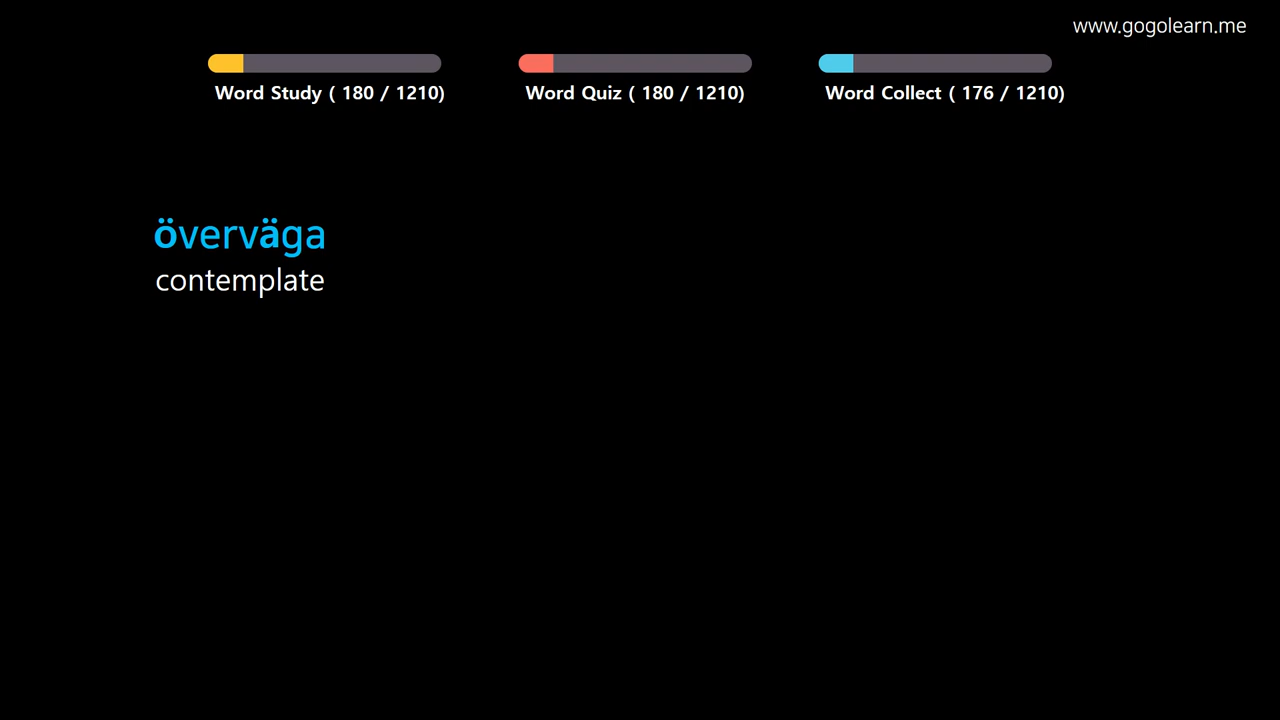 www.gogolearn.me
Word Study ( 180 / 1210)
Word Quiz ( 180 / 1210)
Word Collect ( 176 / 1210)
överväga
contemplate